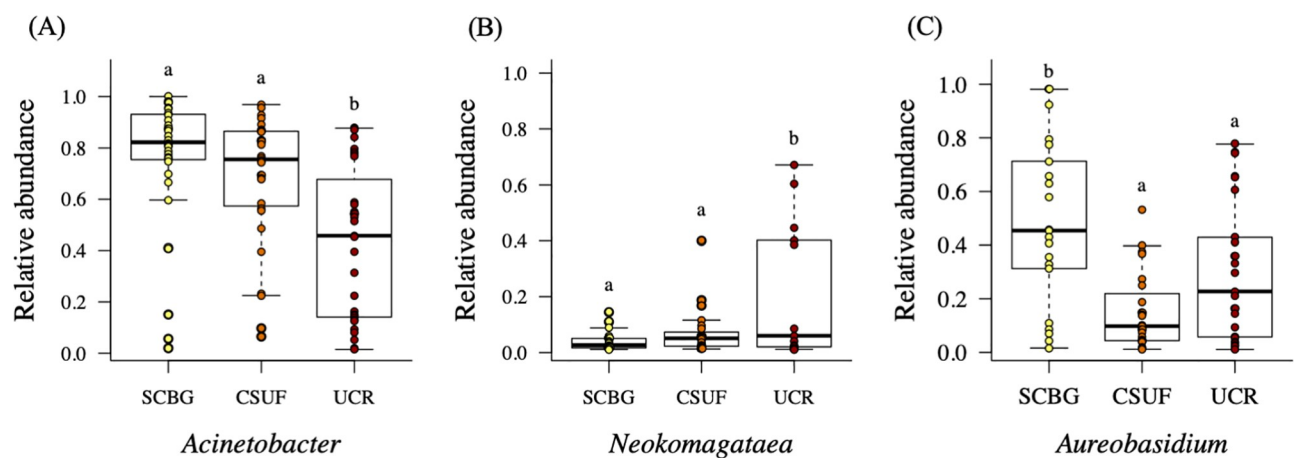 (A)
Relative abundance
1.0
0.8
0.6
0.4
0.2
0.0
a
a
b
SCBG
CSUF
UCR
Acinetobacter
(B)
Relative abundance
1.0
0.8
0.6
0.4
0.2
0.0
a
a
b
SCBG
CSUF
UCR
Neokomagataea
(C)
Relative abundance
1.0
0.8
0.6
0.4
0.2
0.0
b
a
a
SCBG
CSUF
UCR
Aureobasidium